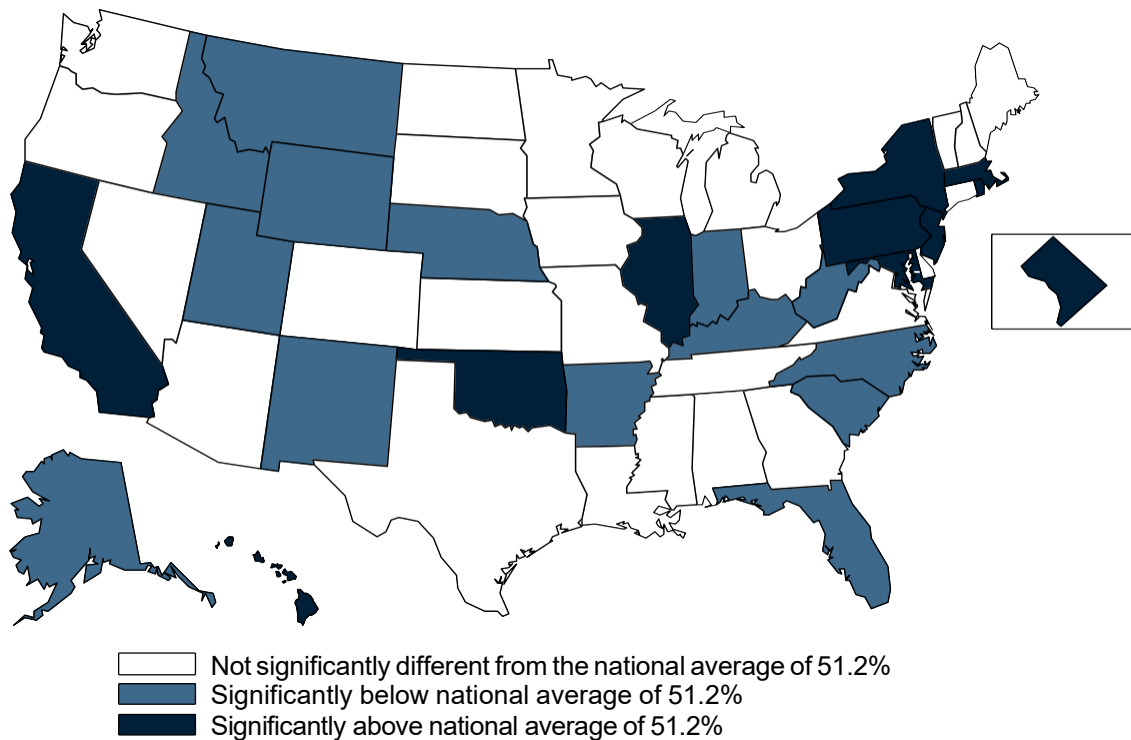 Not significantly different from the national average of 51.2%
Significantly below national average of 51.2%
Significantly above national average of 51.2%